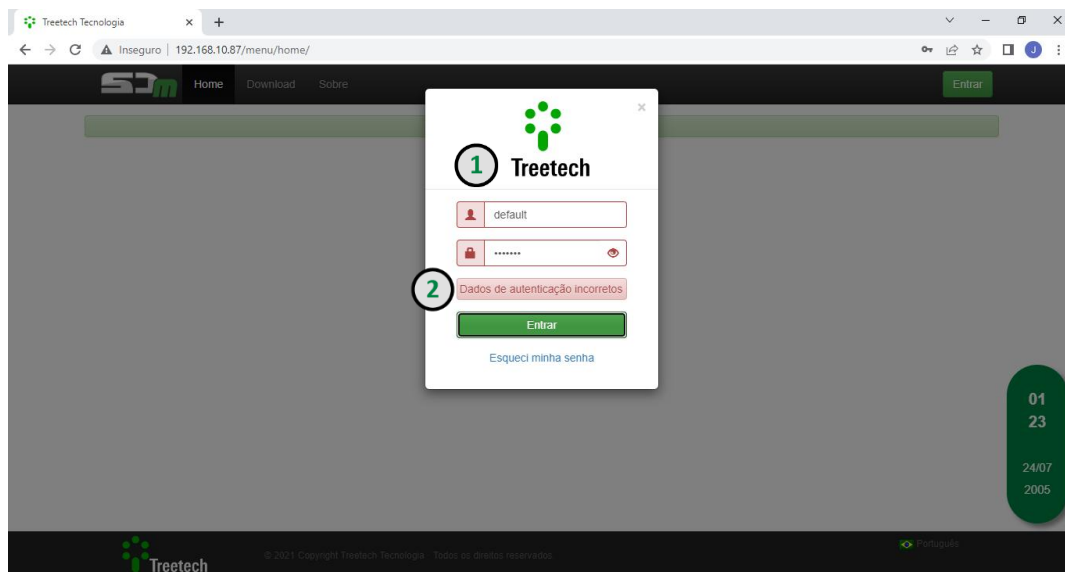 Treetech Tecnologia
Inseguro | 192.168.10.87/menu/home/
J
SDm Home Download Sobre Entrar
×
1 Treetech
default
•••••••
2 Dados de autenticação incorretos
Entrar
Esqueci minha senha
01
23
24/07
2005
Treetech
© 2021 Copyright Treetech Tecnologia - Todos os direitos reservados.
Português